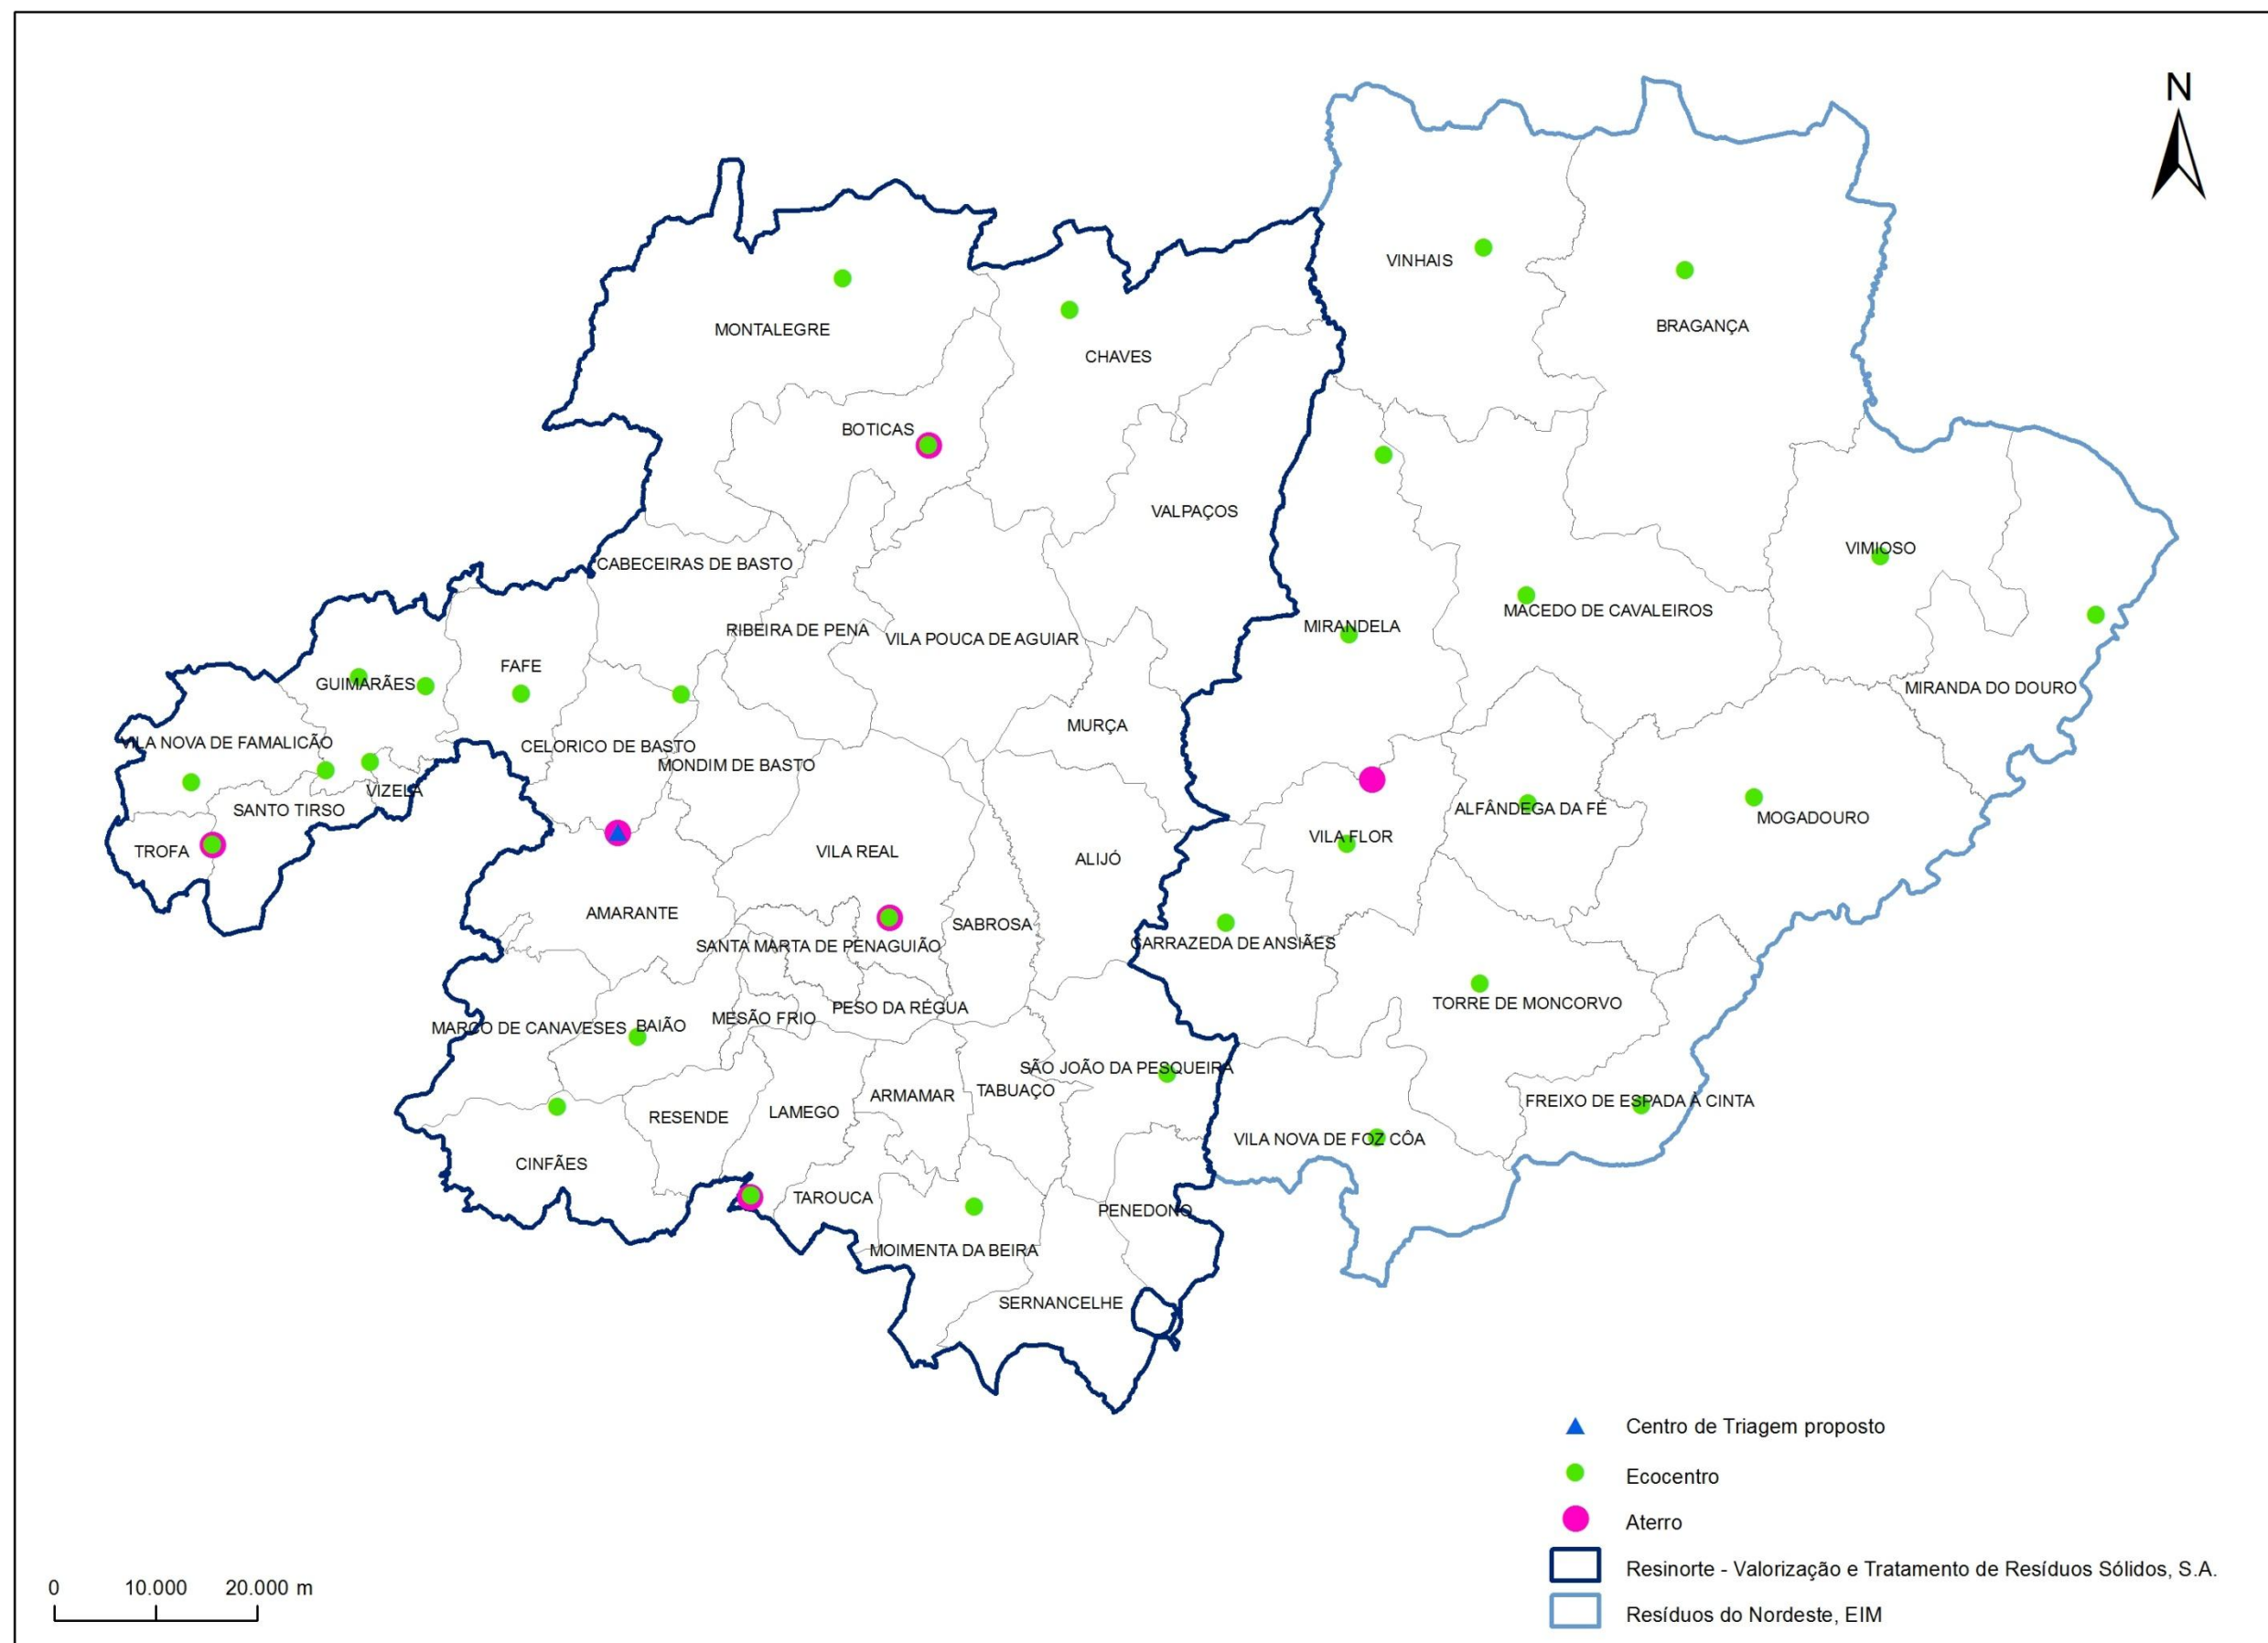 N
VINHAIS
BRAGANÇA
MONTALEGRE
CHAVES
BOTICAS
VALPAÇOS
VIMIOSO
CABECEIRAS DE BASTO
MACEDO DE CAVALEIROS
MIRANDELA
RIBEIRA DE PENA
VILA POUCA DE AGUIAR
FAFE
GUIMARÃES
MIRANDA DO DOURO
MURÇA
VILA NOVA DE FAMALICÃO
CELORICO DE BASTO
MONDIM DE BASTO
VIZELA
SANTO TIRSO
ALFÂNDEGA DA FÉ
MOGADOURO
VILA FLOR
TROFA
VILA REAL
ALIJÓ
AMARANTE
SABROSA
SANTA MARTA DE PENAGUIÃO
CARRAZEDA DE ANSIÃES
TORRE DE MONCORVO
PESO DA RÉGUA
MESÃO FRIO
MARCO DE CANAVESES
BAIÃO
SÃO JOÃO DA PESQUEIRA
TABUAÇO
ARMAMAR
FREIXO DE ESPADA À CINTA
LAMEGO
RESENDE
VILA NOVA DE FOZ CÔA
CINFÃES
TAROUCA
PENEDONO
MOIMENTA DA BEIRA
SERNANCELHE
Centro de Triagem proposto
Ecocentro
Aterro
Resinorte - Valorização e Tratamento de Resíduos Sólidos, S.A.
Resíduos do Nordeste, EIM
0 10.000 20.000 m